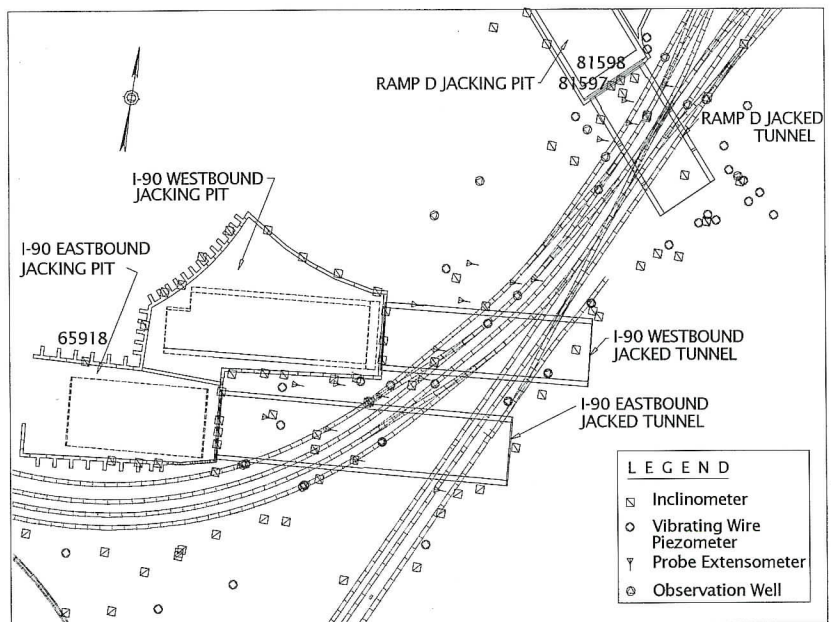 81598
RAMP D JACKING PIT
81597
RAMP D JACKED
TUNNEL
I-90 WESTBOUND
JACKING PIT
I-90 EASTBOUND
JACKING PIT
65918
I-90 WESTBOUND
JACKED TUNNEL
I-90 EASTBOUND
JACKED TUNNEL
LEGEND
Inclinometer
Vibrating Wire
Piezometer
Probe Extensometer
Observation Well